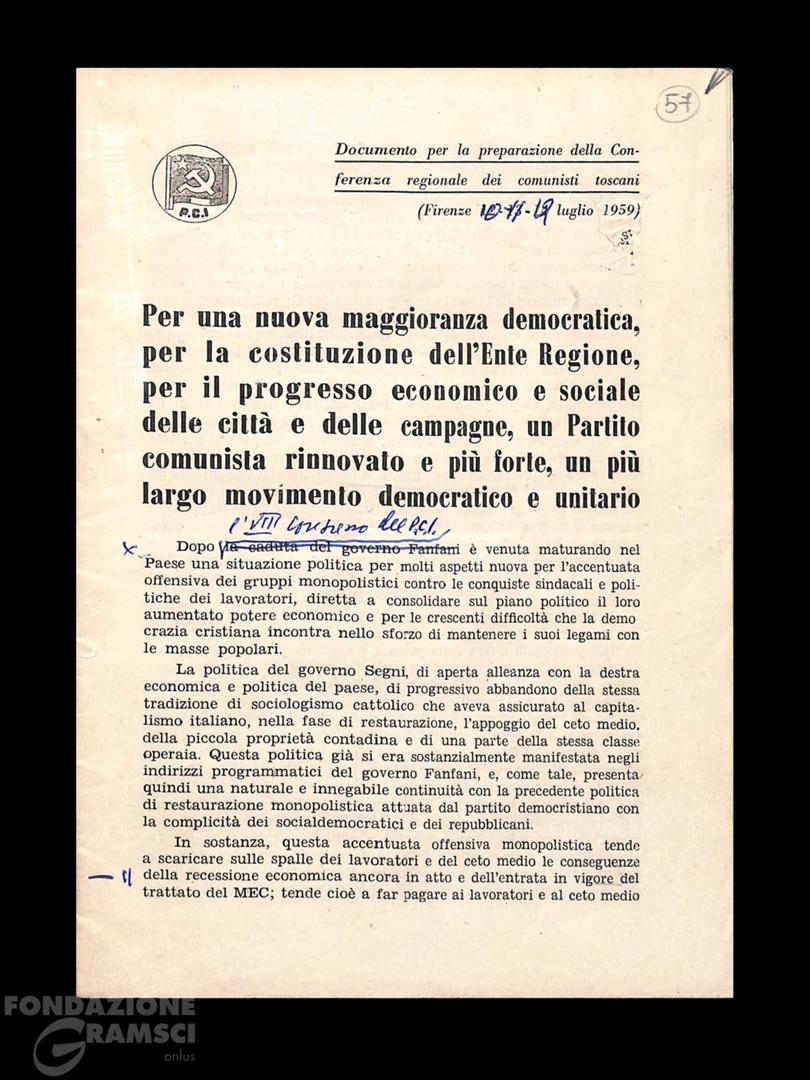 57
P.C.I
Documento per la preparazione della Con-
ferenza regionale dei comunisti toscani
(Firenze luglio 1959)
Per una nuova maggioranza democratica,
per la costituzione dell'Ente Regione,
per il progresso economico e sociale
delle città e delle campagne, un Partito
comunista rinnovato e più forte, un più
largo movimento democratico e unitario
l'VIII Congresso del P.C.I.
x Dopo la caduta del governo Fanfani è venuta maturando nel
Paese una situazione politica per molti aspetti nuova per l'accentuata
offensiva dei gruppi monopolistici contro le conquiste sindacali e poli-
tiche dei lavoratori, diretta a consolidare sul piano politico il loro
aumentato potere economico e per le crescenti difficoltà che la demo
crazia cristiana incontra nello sforzo di mantenere i suoi legami con
le masse popolari.
La politica del governo Segni, di aperta alleanza con la destra
economica e politica del paese, di progressivo abbandono della stessa
tradizione di sociologismo cattolico che aveva assicurato al capita-
lismo italiano, nella fase di restaurazione, l'appoggio del ceto medio.
della piccola proprietà contadina e di una parte della stessa classe
operaia. Questa politica già si era sostanzialmente manifestata negli
indirizzi programmatici del governo Fanfani, e, come tale, presenta
quindi una naturale e innegabile continuità con la precedente politica
di restaurazione monopolistica attuata dal partito democristiano con
la complicità dei socialdemocratici e dei repubblicani.
In sostanza, questa accentuata offensiva monopolistica tende
a scaricare sulle spalle dei lavoratori e del ceto medio le conseguenze
della recessione economica ancora in atto e dell'entrata in vigore del
trattato del MEC; tende cioè a far pagare ai lavoratori e al ceto medio
FONDAZIONE
GRAMSCI
onlus